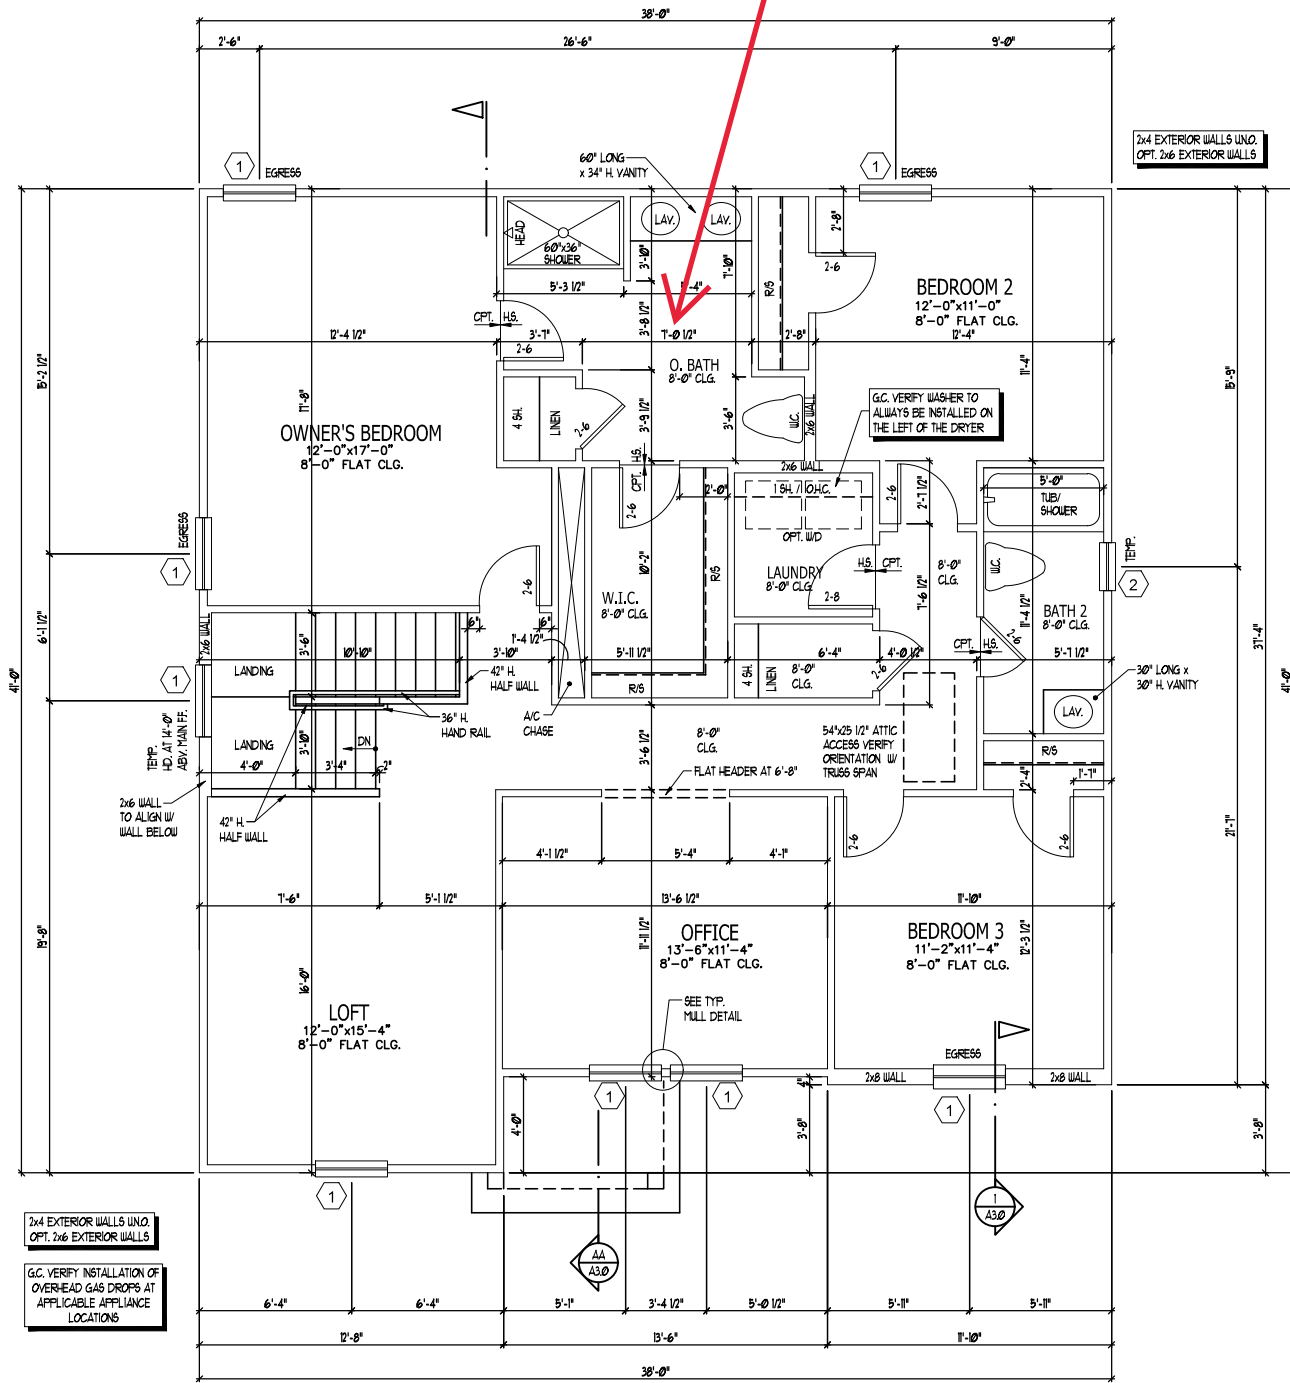 38'-0"
2'-6"
26'-6"
9'-0"
2x4 EXTERIOR WALLS U.N.O.
OPT. 2x6 EXTERIOR WALLS
60" LONG
x 34" H. VANITY
1
EGRESS
1
EGRESS
HEAD
60"x36"
SHOWER
LAV.
LAV.
2'-8"
3'-10"
7'-10"
2-6
R/S
BEDROOM 2
12'-0"x11'-0"
8'-0" FLAT CLG.
5'-3 1/2"
5'-4"
CPT.
H.S.
3'-8 1/2"
12'-4 1/2"
3'-7"
7'-0 1/2"
2'-8"
12'-4"
2-6
O. BATH
8'-0" CLG.
15'-2 1/2"
11'-4"
15'-9"
11'-8"
4 SH.
LINEN
2-6
3'-9 1/2"
3'-6"
W.C.
2x6 WALL
G.C. VERIFY WASHER TO
ALWAYS BE INSTALLED ON
THE LEFT OF THE DRYER
OWNER'S BEDROOM
12'-0"x17'-0"
8'-0" FLAT CLG.
CPT.
H.S.
2x6 WALL
2'-0"
1 SH. / O.H.C.
2-6
2'-7 1/2"
5'-0"
TUB/
SHOWER
EGRESS
2-6
OPT. W/D
TEMP.
1
10'-2"
R/S
LAUNDRY
8'-0" CLG.
H.S.
CPT.
8'-0"
CLG.
W.C.
2
2-6
2-8
7'-6 1/2"
W.I.C.
8'-0" CLG.
BATH 2
8'-0" CLG.
11'-4 1/2"
6'-1 1/2"
2x6 WALL
3'-6"
6"
6"
1'-4 1/2"
2-6
CPT.
H.S.
10'-10"
3'-10"
5'-11 1/2"
6'-4"
4'-0 1/2"
5'-7 1/2"
37'-4"
41'-0"
41'-0"
LANDING
1
42" H.
HALF WALL
R/S
4 SH.
LINEN
8'-0"
CLG.
2-6
30" LONG x
30" H. VANITY
LAV.
36" H.
HAND RAIL
A/C
CHASE
TEMP.
HD. AT 14'-0"
ABV. MAIN F.F.
LANDING
3'-10"
DN
3'-6 1/2"
8'-0"
CLG.
54"x25 1/2" ATTIC
ACCESS VERIFY
ORIENTATION W/
TRUSS SPAN
R/S
4'-0"
3'-4"
2"
FLAT HEADER AT 6'-8"
2'-4"
1'-7"
2x6 WALL
TO ALIGN W/
WALL BELOW
42" H.
HALF WALL
2-6
2-6
21'-7"
4'-1 1/2"
5'-4"
4'-1"
7'-6"
5'-1 1/2"
13'-6 1/2"
11'-10"
19'-8"
11'-11 1/2"
OFFICE
13'-6"x11'-4"
8'-0" FLAT CLG.
BEDROOM 3
11'-2"x11'-4"
8'-0" FLAT CLG.
12'-3 1/2"
16'-0"
LOFT
12'-0"x15'-4"
8'-0" FLAT CLG.
SEE TYP.
MULL DETAIL
EGRESS
2x8 WALL
2x8 WALL
1
1
1
4"
4'-0"
3'-8"
3'-8"
1
1
A3.0
2x4 EXTERIOR WALLS U.N.O.
OPT. 2x6 EXTERIOR WALLS
AA
A3.0
G.C. VERIFY INSTALLATION OF
OVERHEAD GAS DROPS AT
APPLICABLE APPLIANCE
LOCATIONS
6'-4"
6'-4"
5'-1"
3'-4 1/2"
5'-0 1/2"
5'-11"
5'-11"
12'-8"
13'-6"
11'-10"
38'-0"